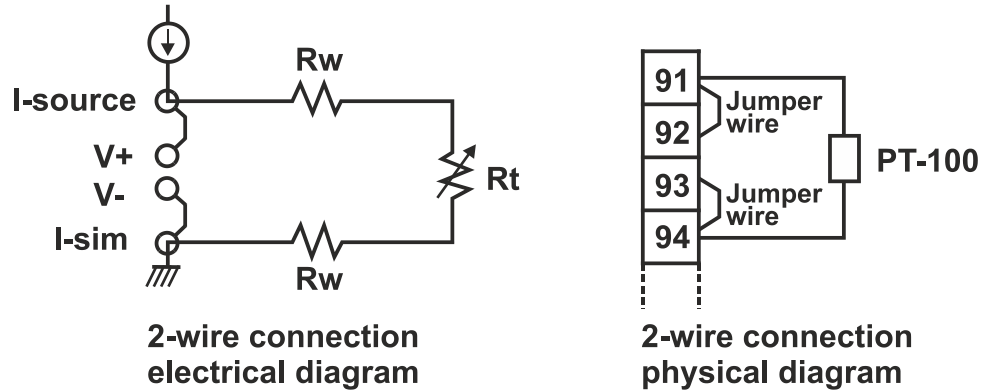 Rw
I-source
V+
V-
I-sim
Rt
Rw
2-wire connection
electrical diagram
91
92
93
94
Jumper
wire
Jumper
wire
PT-100
2-wire connection
physical diagram